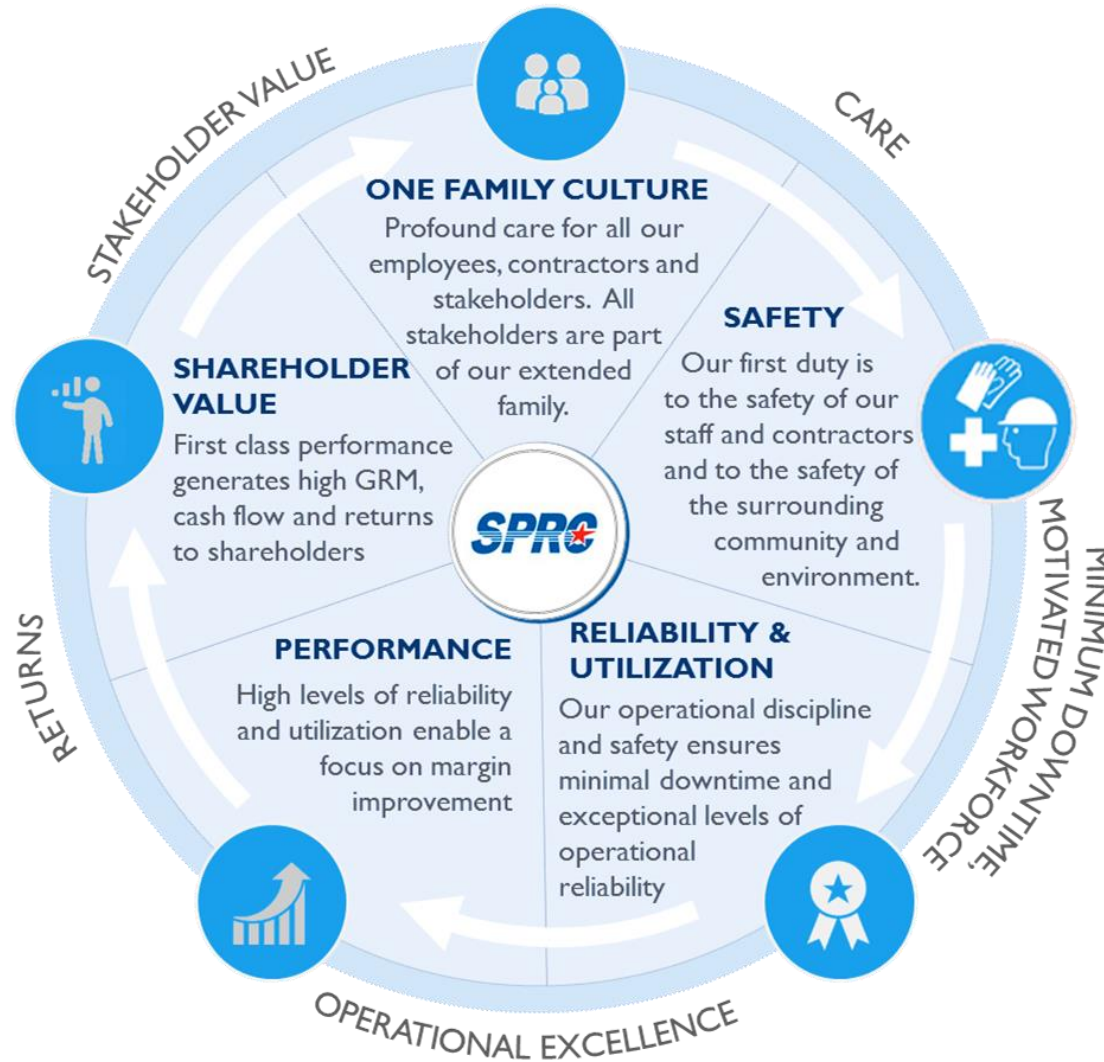 STAKEHOLDER VALUE
CARE
ONE FAMILY CULTURE
Profound care for all our
employees, contractors and
stakeholders. All
stakeholders are part
of our extended
family.
SAFETY
Our first duty is
to the safety of our
staff and contractors
and to the safety of
the surrounding
community and
environment.
MINIMUM DOWNTIME,
MOTIVATED WORKFORCE
RELIABILITY &
UTILIZATION
Our operational discipline
and safety ensures
minimal downtime and
exceptional levels of
operational
reliability
OPERATIONAL EXCELLENCE
PERFORMANCE
High levels of reliability
and utilization enable a
focus on margin
improvement
RETURNS
SHAREHOLDER
VALUE
First class performance
generates high GRM,
cash flow and returns
to shareholders
SPRC